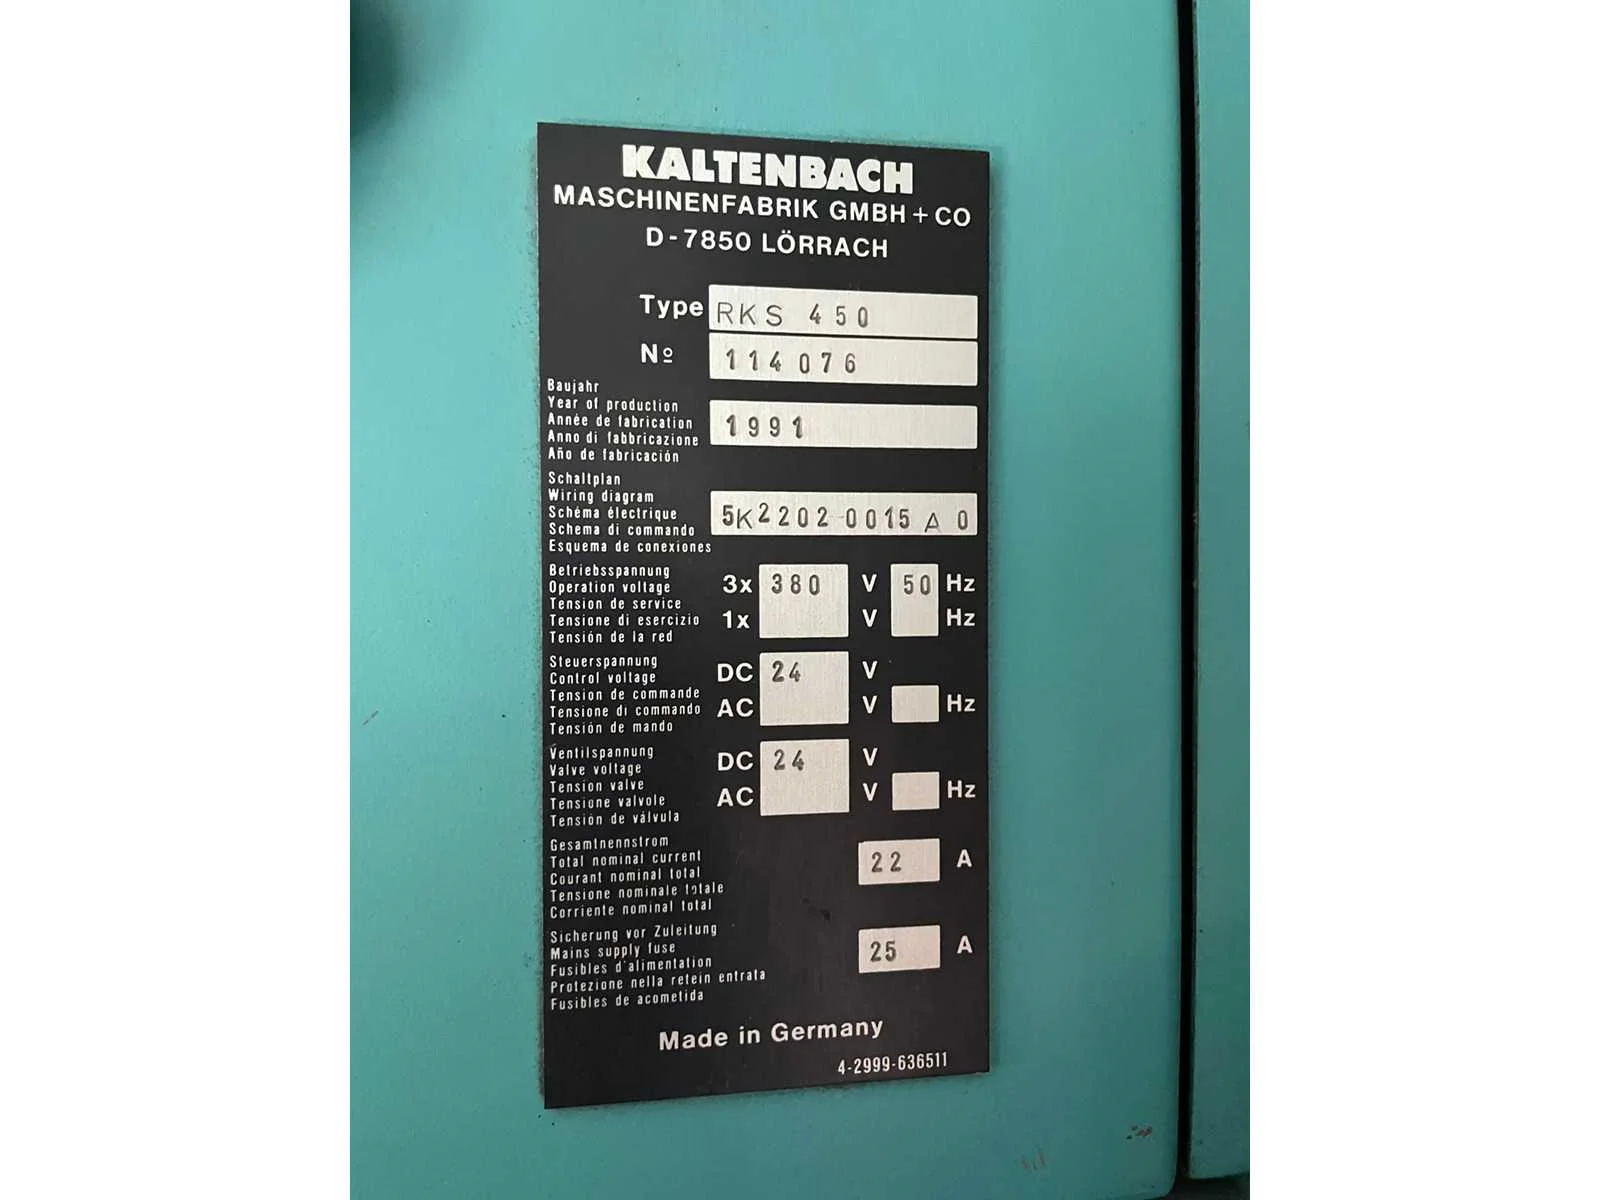 KALTENBACH
MASCHINENFABRIK GMBH + CO
D-7850 LÖRRACH
Type RKS 450
Nº 114076
Baujahr
Year of production
Année de fabrication
Anno di fabbricazione
Año de fabricación
1991
Schaltplan
Wiring diagram
Schéma électrique
Schema di commando
Esquema de conexiones
5K2202-0015 A 0
Betriebsspannung
Operation voltage
Tension de service
Tensione di esercizio
Tensión de la red
3x 380 V 50 Hz
1x V Hz
Steuerspannung
Control voltage
Tension de commande
Tensione di commando
Tensión de mando
DC 24 V
AC V Hz
Ventilspannung
Valve voltage
Tension valve
Tensione valvole
Tensión de válvula
DC 24 V
AC V Hz
Gesamtnennstrom
Total nominal current
Courant nominal total
Tensione nominale totale
Corriente nominal total
22 A
Sicherung vor Zuleitung
Mains supply fuse
Fusibles d'alimentation
Protezione nella retein entrata
Fusibles de acometida
25 A
Made in Germany
4-2999-636511